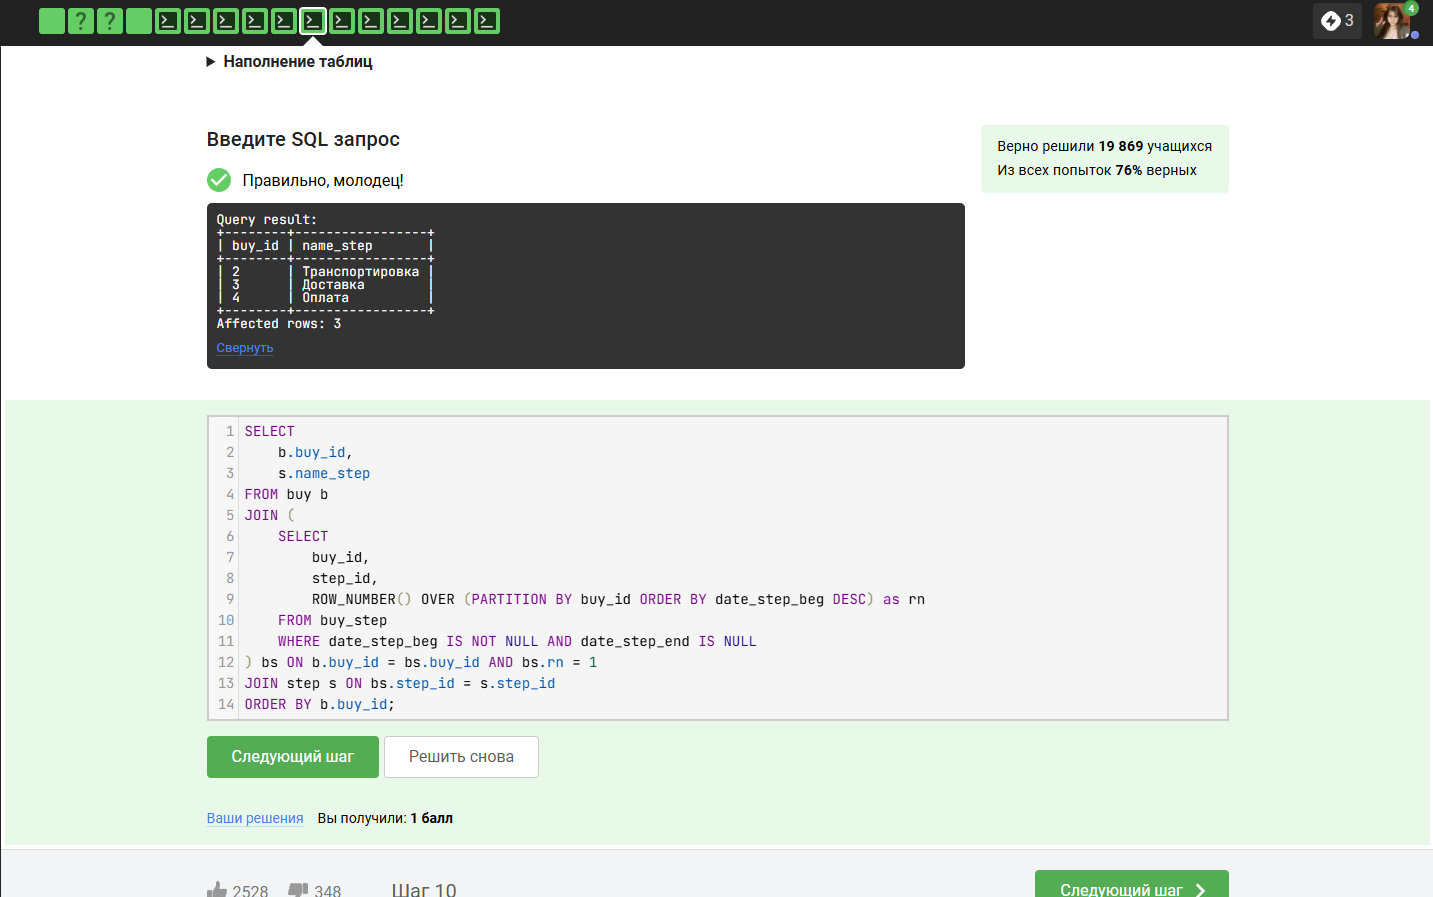 ? ?
3
4
Наполнение таблиц
Введите SQL запрос
Правильно, молодец!
Верно решили 19 869 учащихся
Из всех попыток 76% верных
Query result:
+--------+-----------------+
| buy_id | name_step       |
+--------+-----------------+
| 2      | Транспортировка |
| 3      | Доставка        |
| 4      | Оплата          |
+--------+-----------------+
Affected rows: 3
Свернуть
1 SELECT
2     b.buy_id,
3     s.name_step
4 FROM buy b
5 JOIN (
6     SELECT
7         buy_id,
8         step_id,
9         ROW_NUMBER() OVER (PARTITION BY buy_id ORDER BY date_step_beg DESC) as rn
10     FROM buy_step
11     WHERE date_step_beg IS NOT NULL AND date_step_end IS NULL
12 ) bs ON b.buy_id = bs.buy_id AND bs.rn = 1
13 JOIN step s ON bs.step_id = s.step_id
14 ORDER BY b.buy_id;
Следующий шаг
Решить снова
Ваши решения Вы получили: 1 балл
2528 348 Шаг 10
Следующий шаг